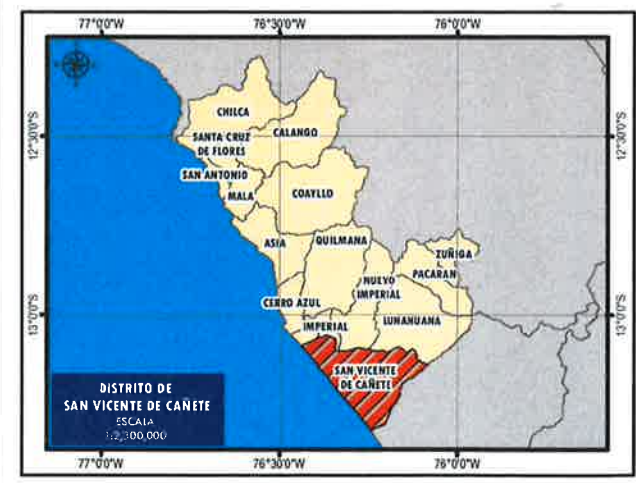 77°0'0"W 76°30'0"W 76°0'0"W
12°30'0"S 12°30'0"S
CHILCA
CALANGO
SANTA CRUZ
DE FLORES
SAN ANTONIO
MALA
COAYLLO
ASIA
QUILMANA
ZUÑIGA
PACARAN
NUEVO
IMPERIAL
CERRO AZUL
13°0'0"S 13°0'0"S
IMPERIAL
LUNAHUANA
SAN VICENTE
DE CAÑETE
DISTRITO DE
SAN VICENTE DE CAÑETE
ESCALA
77°0'0"W 76°30'0"W 76°0'0"W